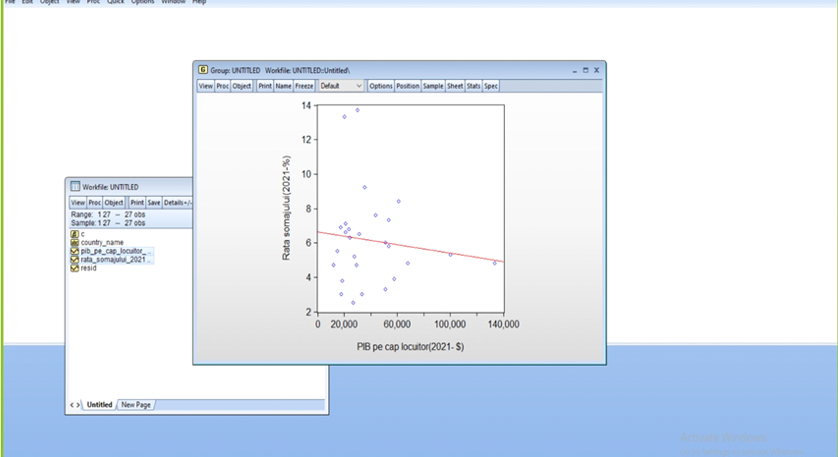 File Edit Object View Proc Quick Options Window Help
Group: UNTITLED Workfile: UNTITLED::Untitled\
View Proc Object Print Name Freeze Default Options Position Sample Sheet Stats Spec
14
12
10
8
6
4
2
Rata somajului(2021-%)
0 20,000 60,000 100,000 140,000
PIB pe cap locuitor(2021- $)
Workfile: UNTITLED
View Proc Object Print Save Details+/-
Range: 1 27 -- 27 obs
Sample: 1 27 -- 27 obs
c
country_name
pib_pe_cap_locuitor_...
rata_somajului_2021...
resid
< > Untitled New Page
Activate Windows